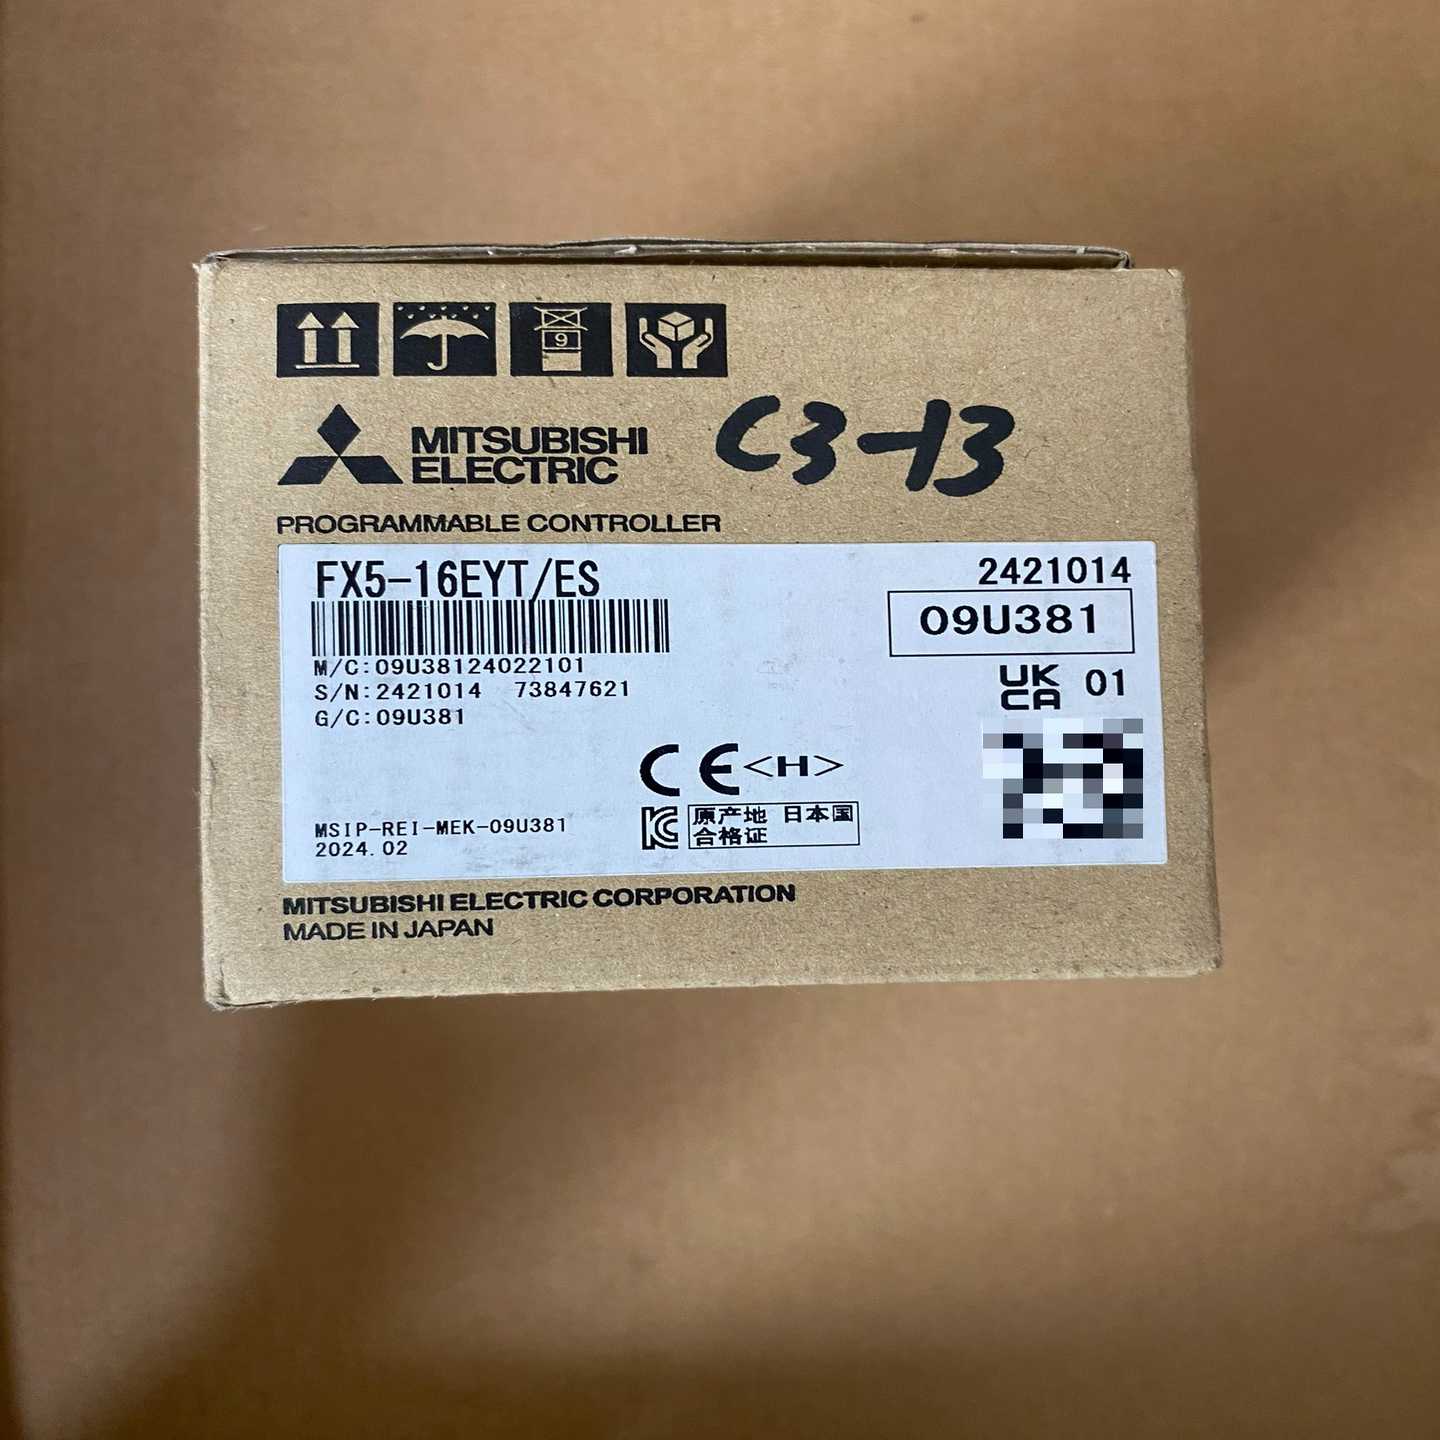 9
MITSUBISHI
ELECTRIC
C3-13
PROGRAMMABLE CONTROLLER
FX5-16EYT/ES
2421014
09U381
M/C:09U38124022101
S/N:2421014 73847621
G/C:09U381
UK
CA 01
CE <H>
KC
原产地 日本国
合格证
MSIP-REI-MEK-09U381
2024.02
MITSUBISHI ELECTRIC CORPORATION
MADE IN JAPAN